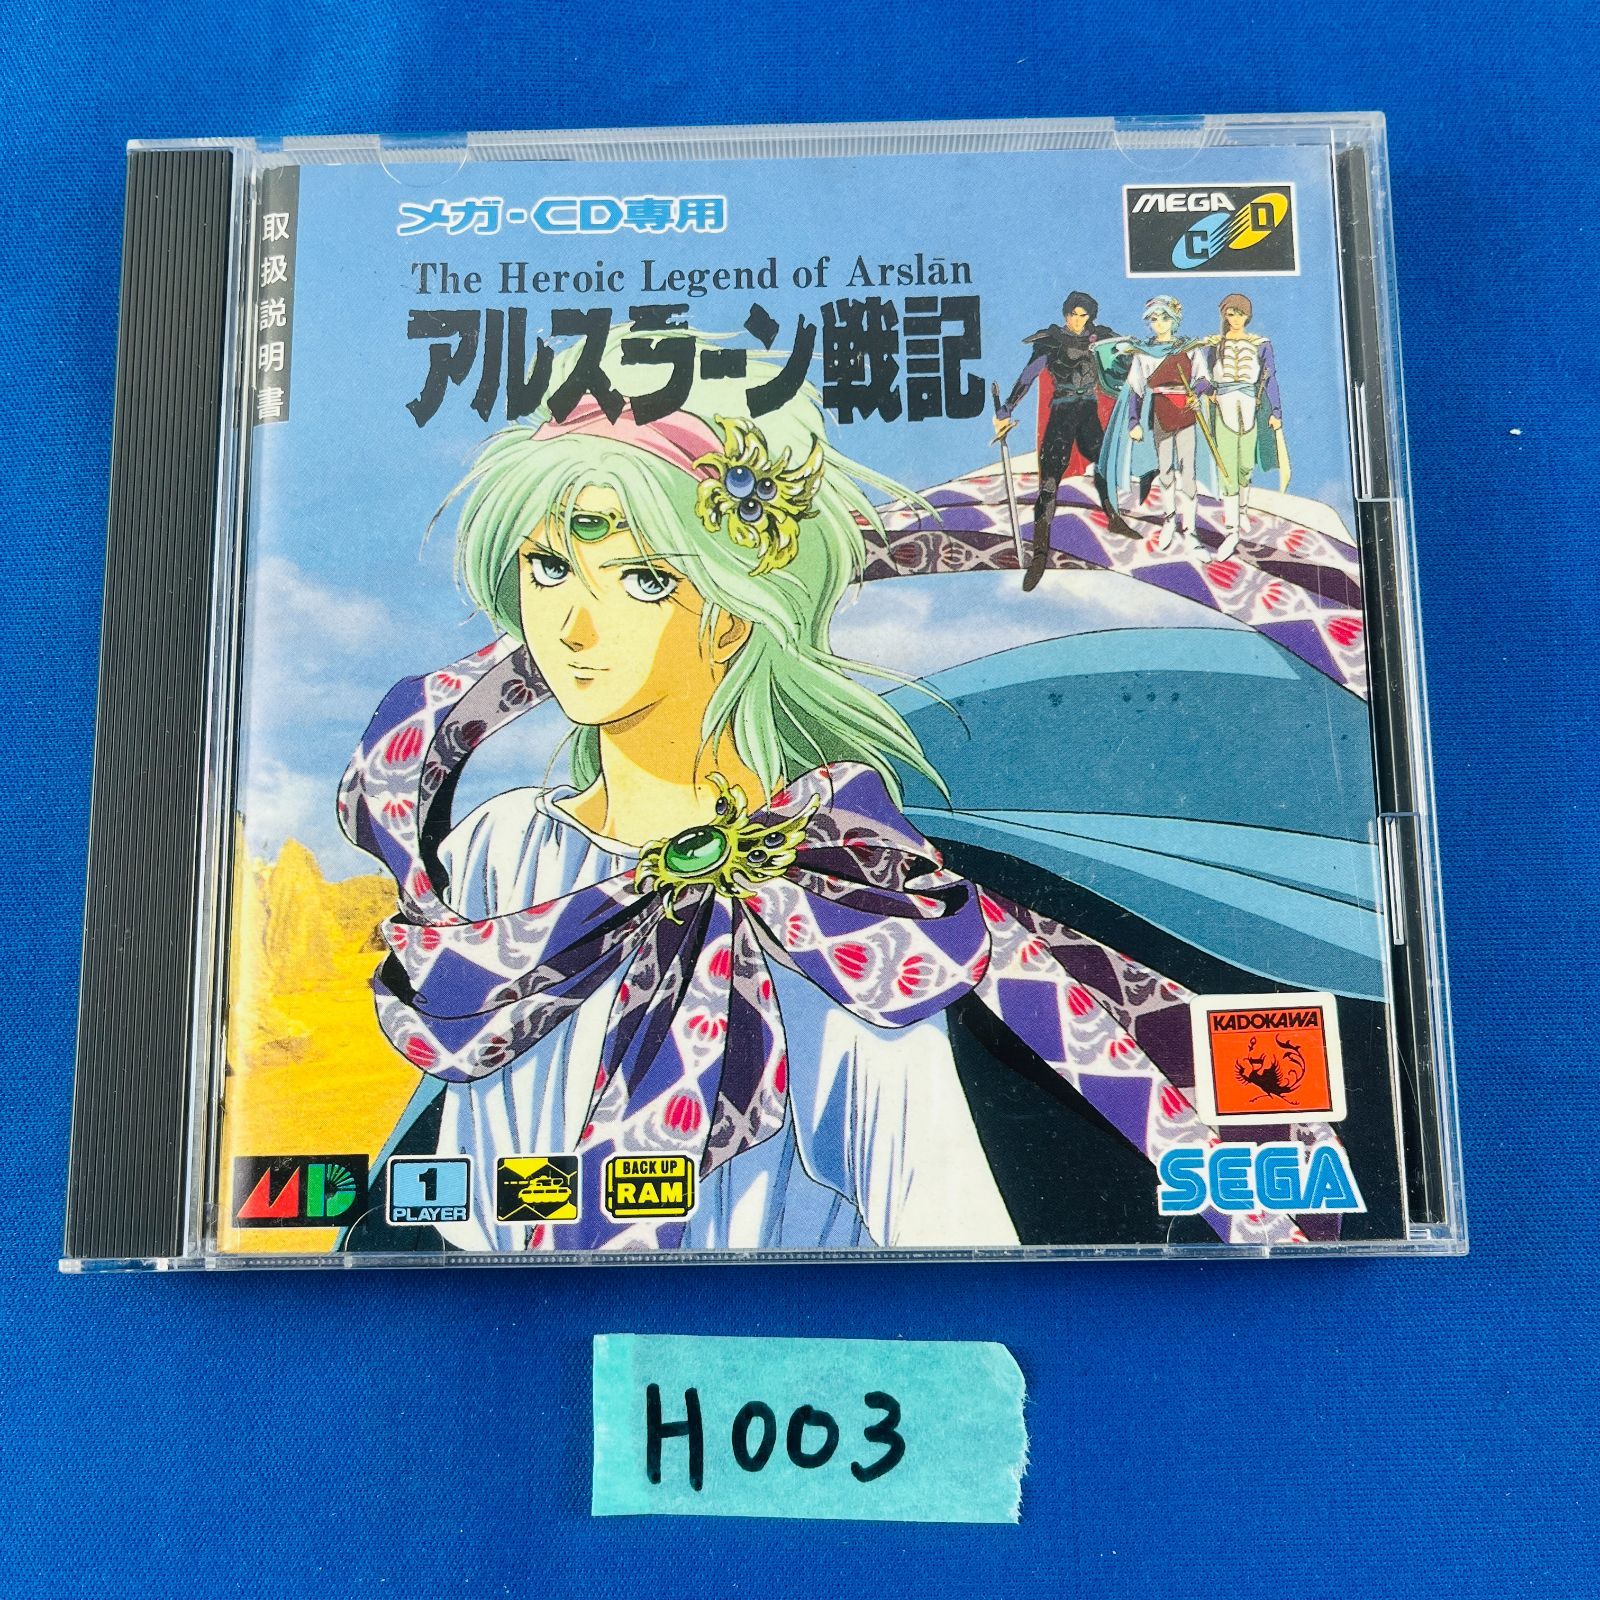 取扱説明書
メガ-CD専用
MEGA
CD
The Heroic Legend of Arslān
アルスラーン戦記
KADOKAWA
MD
1
PLAYER
BACK UP
RAM
SEGA
H003